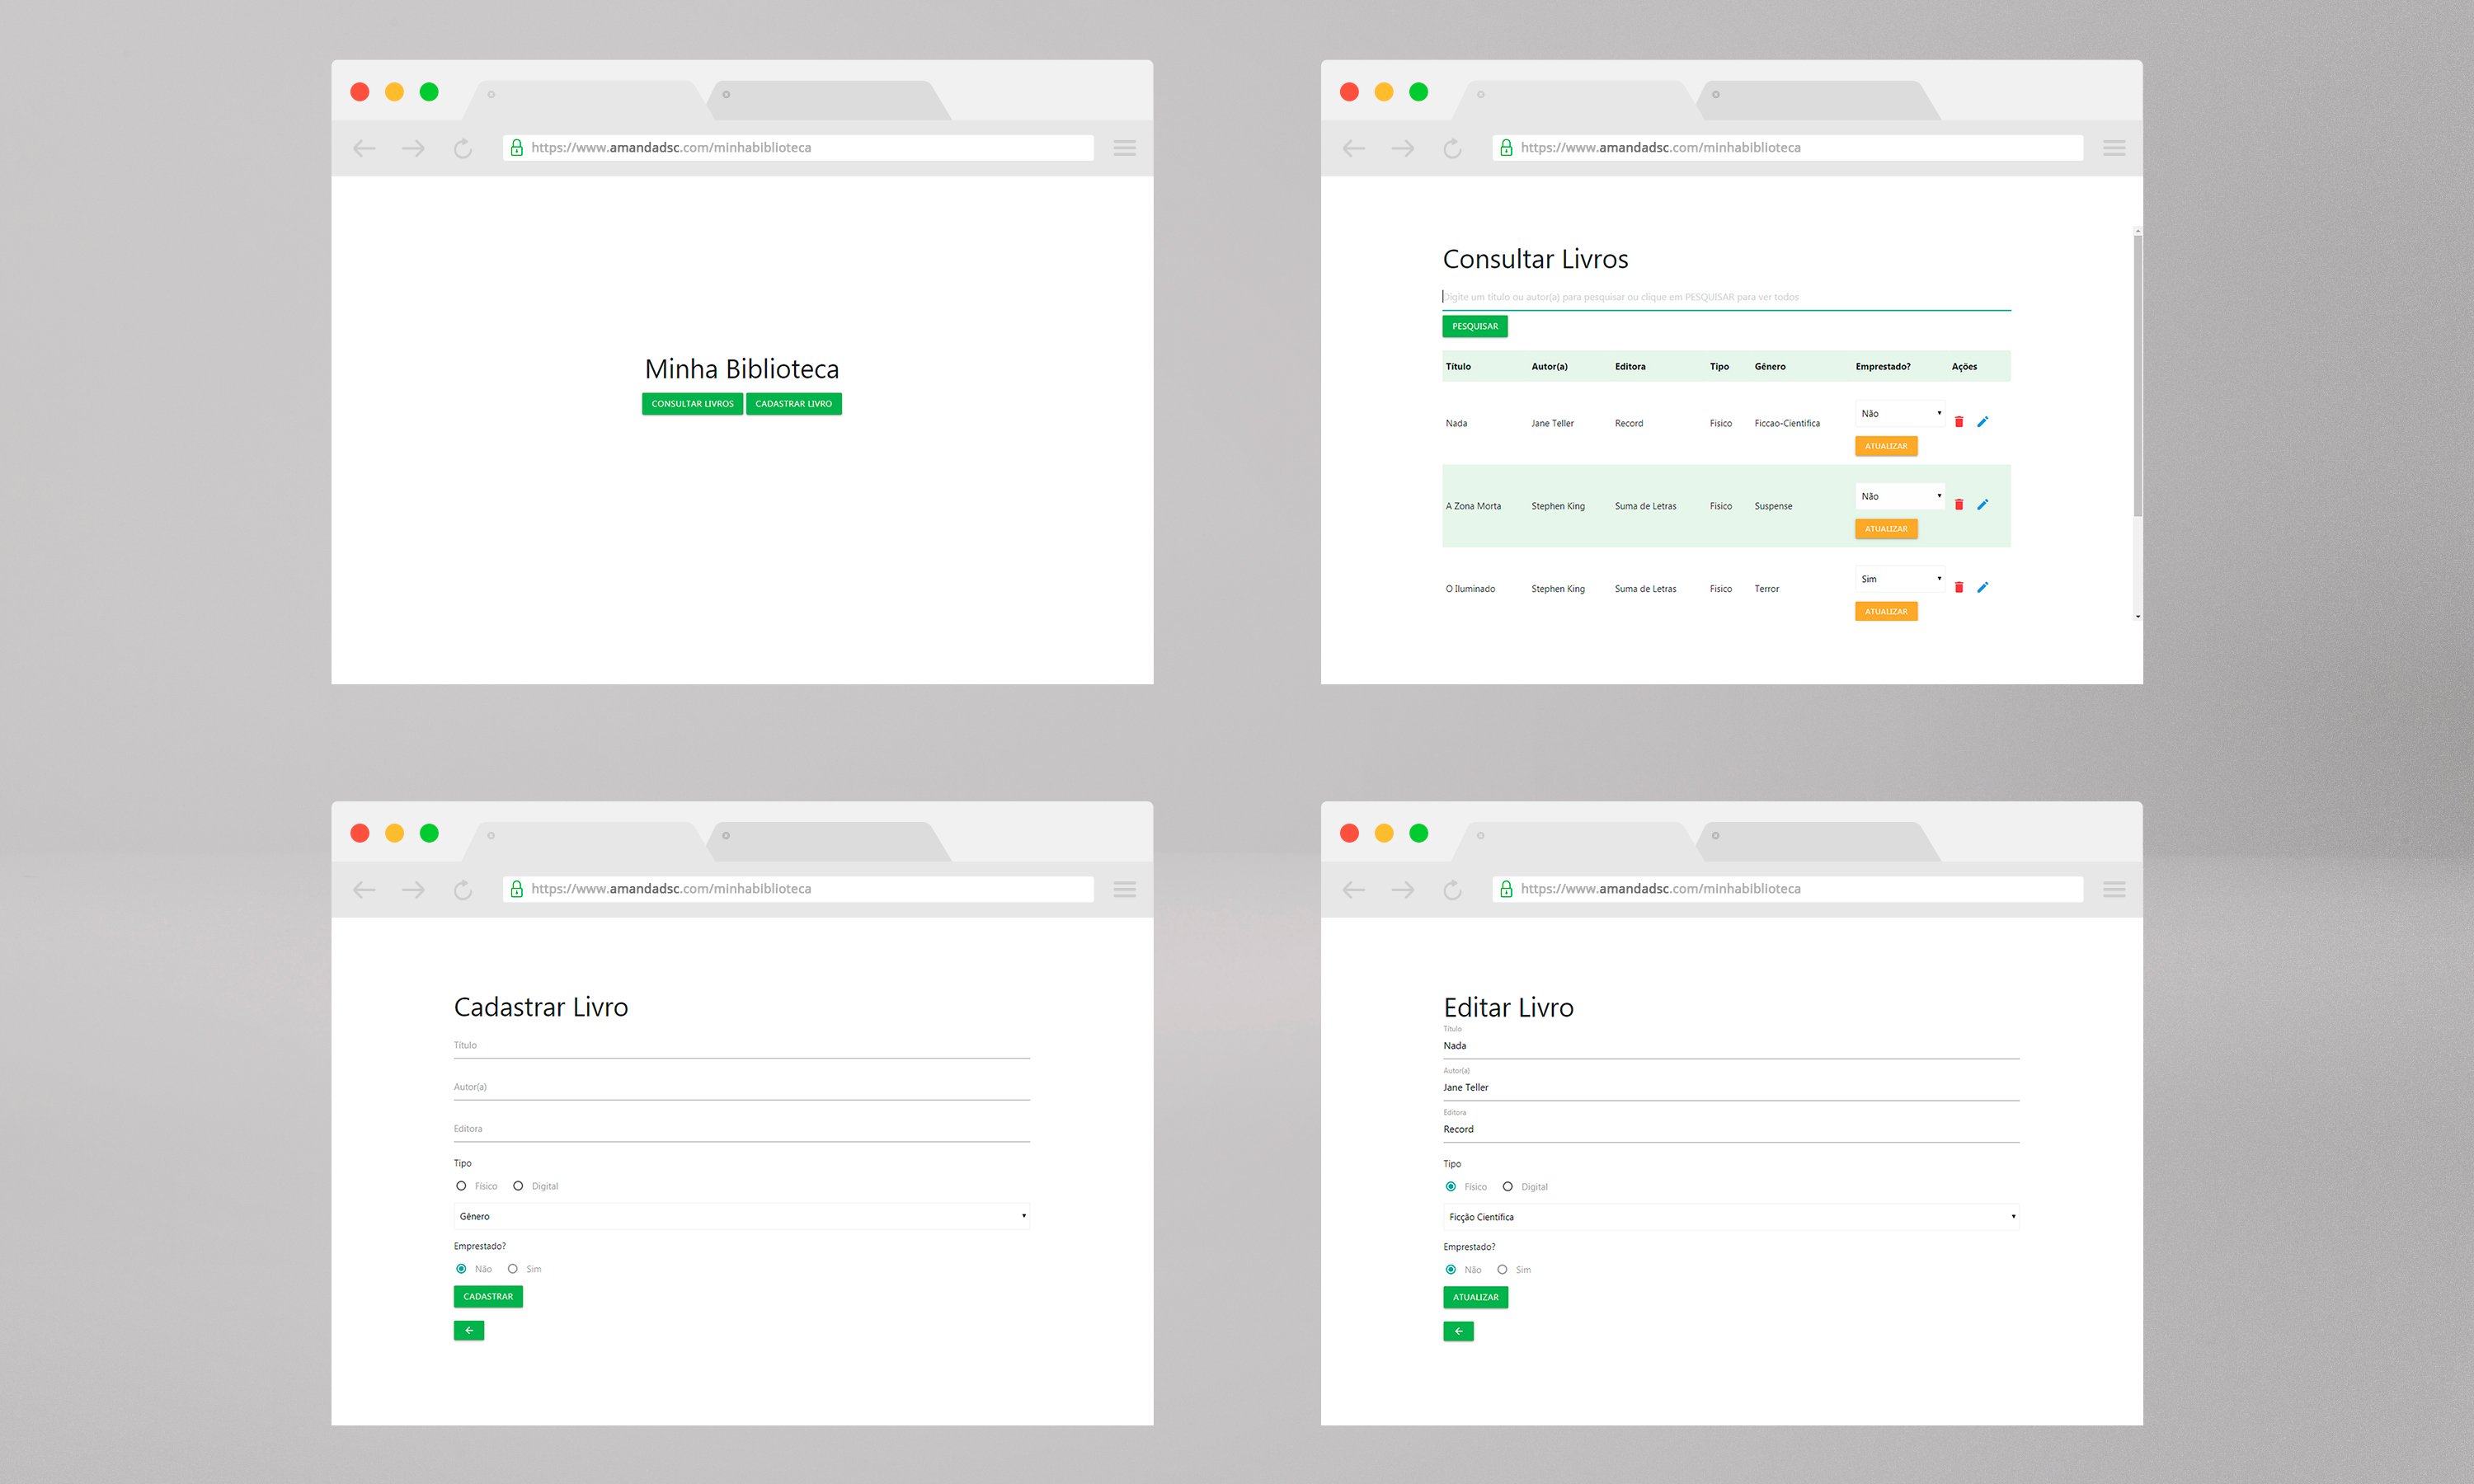 https://www.amandadsc.com/minhabiblioteca
Minha Biblioteca
CONSULTAR LIVROS CADASTRAR LIVRO
https://www.amandadsc.com/minhabiblioteca
Consultar Livros
Digite um título ou autor(a) para pesquisar ou clique em PESQUISAR para ver todos
PESQUISAR
Título Autor(a) Editora Tipo Gênero Emprestado? Ações
Nada Jane Teller Record Fisico Ficcao-Cientifica Não
ATUALIZAR
A Zona Morta Stephen King Suma de Letras Fisico Suspense Não
ATUALIZAR
O Iluminado Stephen King Suma de Letras Fisico Terror Sim
ATUALIZAR
https://www.amandadsc.com/minhabiblioteca
Cadastrar Livro
Título
Autor(a)
Editora
Tipo
Físico Digital
Gênero
Emprestado?
Não Sim
CADASTRAR
https://www.amandadsc.com/minhabiblioteca
Editar Livro
Título
Nada
Autor(a)
Jane Teller
Editora
Record
Tipo
Físico Digital
Ficção Científica
Emprestado?
Não Sim
ATUALIZAR